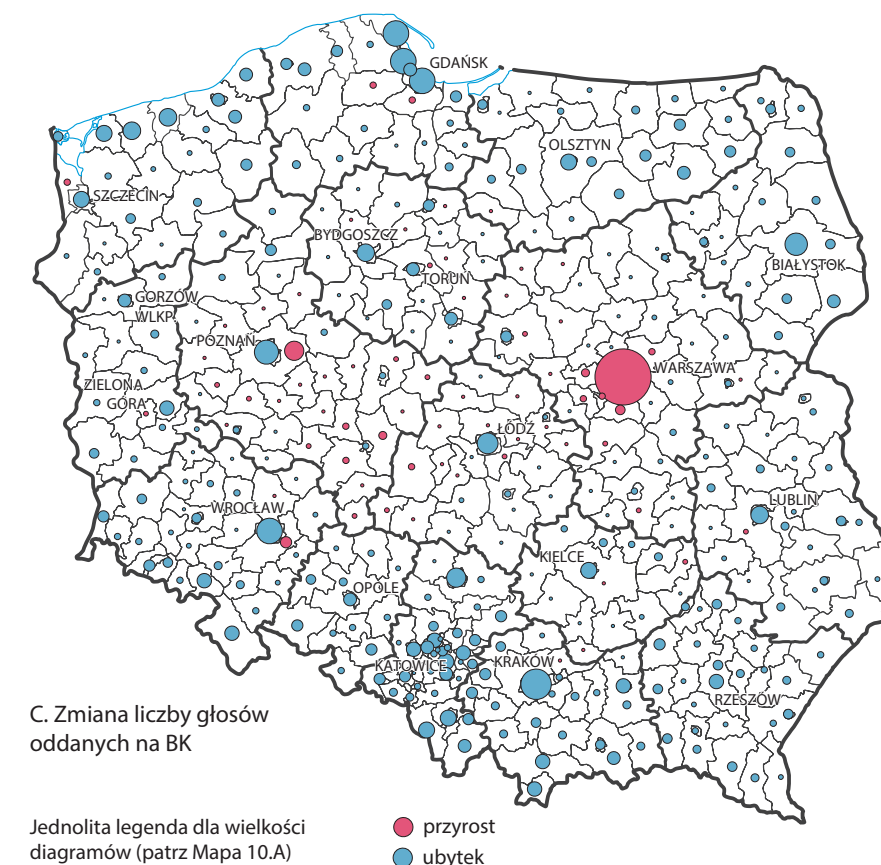 GDAŃSK
OLSZTYN
SZCZECIN
BYDGOSZCZ
BIAŁYSTOK
TORUŃ
GORZÓW
WLKP.
POZNAŃ
WARSZAWA
ZIELONA
GÓRA
ŁÓDŹ
WROCŁAW
LUBLIN
KIELCE
OPOLE
KATOWICE
KRAKÓW
RZESZÓW
C. Zmiana liczby głosów
oddanych na BK
Jednolita legenda dla wielkości
diagramów (patrz Mapa 10.A)
przyrost
ubytek